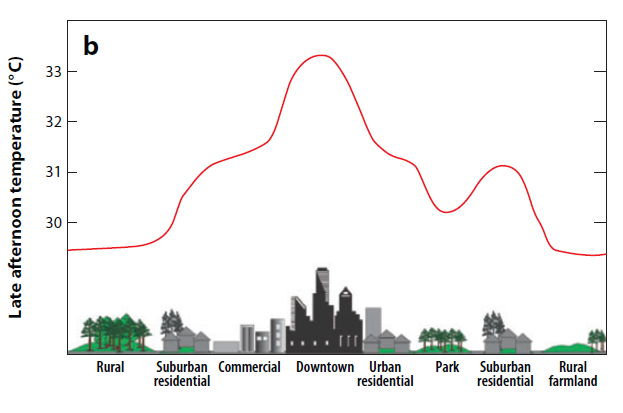 b
Late afternoon temperature (°C)
33
32
31
30
Rural
Suburban
residential
Commercial
Downtown
Urban
residential
Park
Suburban
residential
Rural
farmland